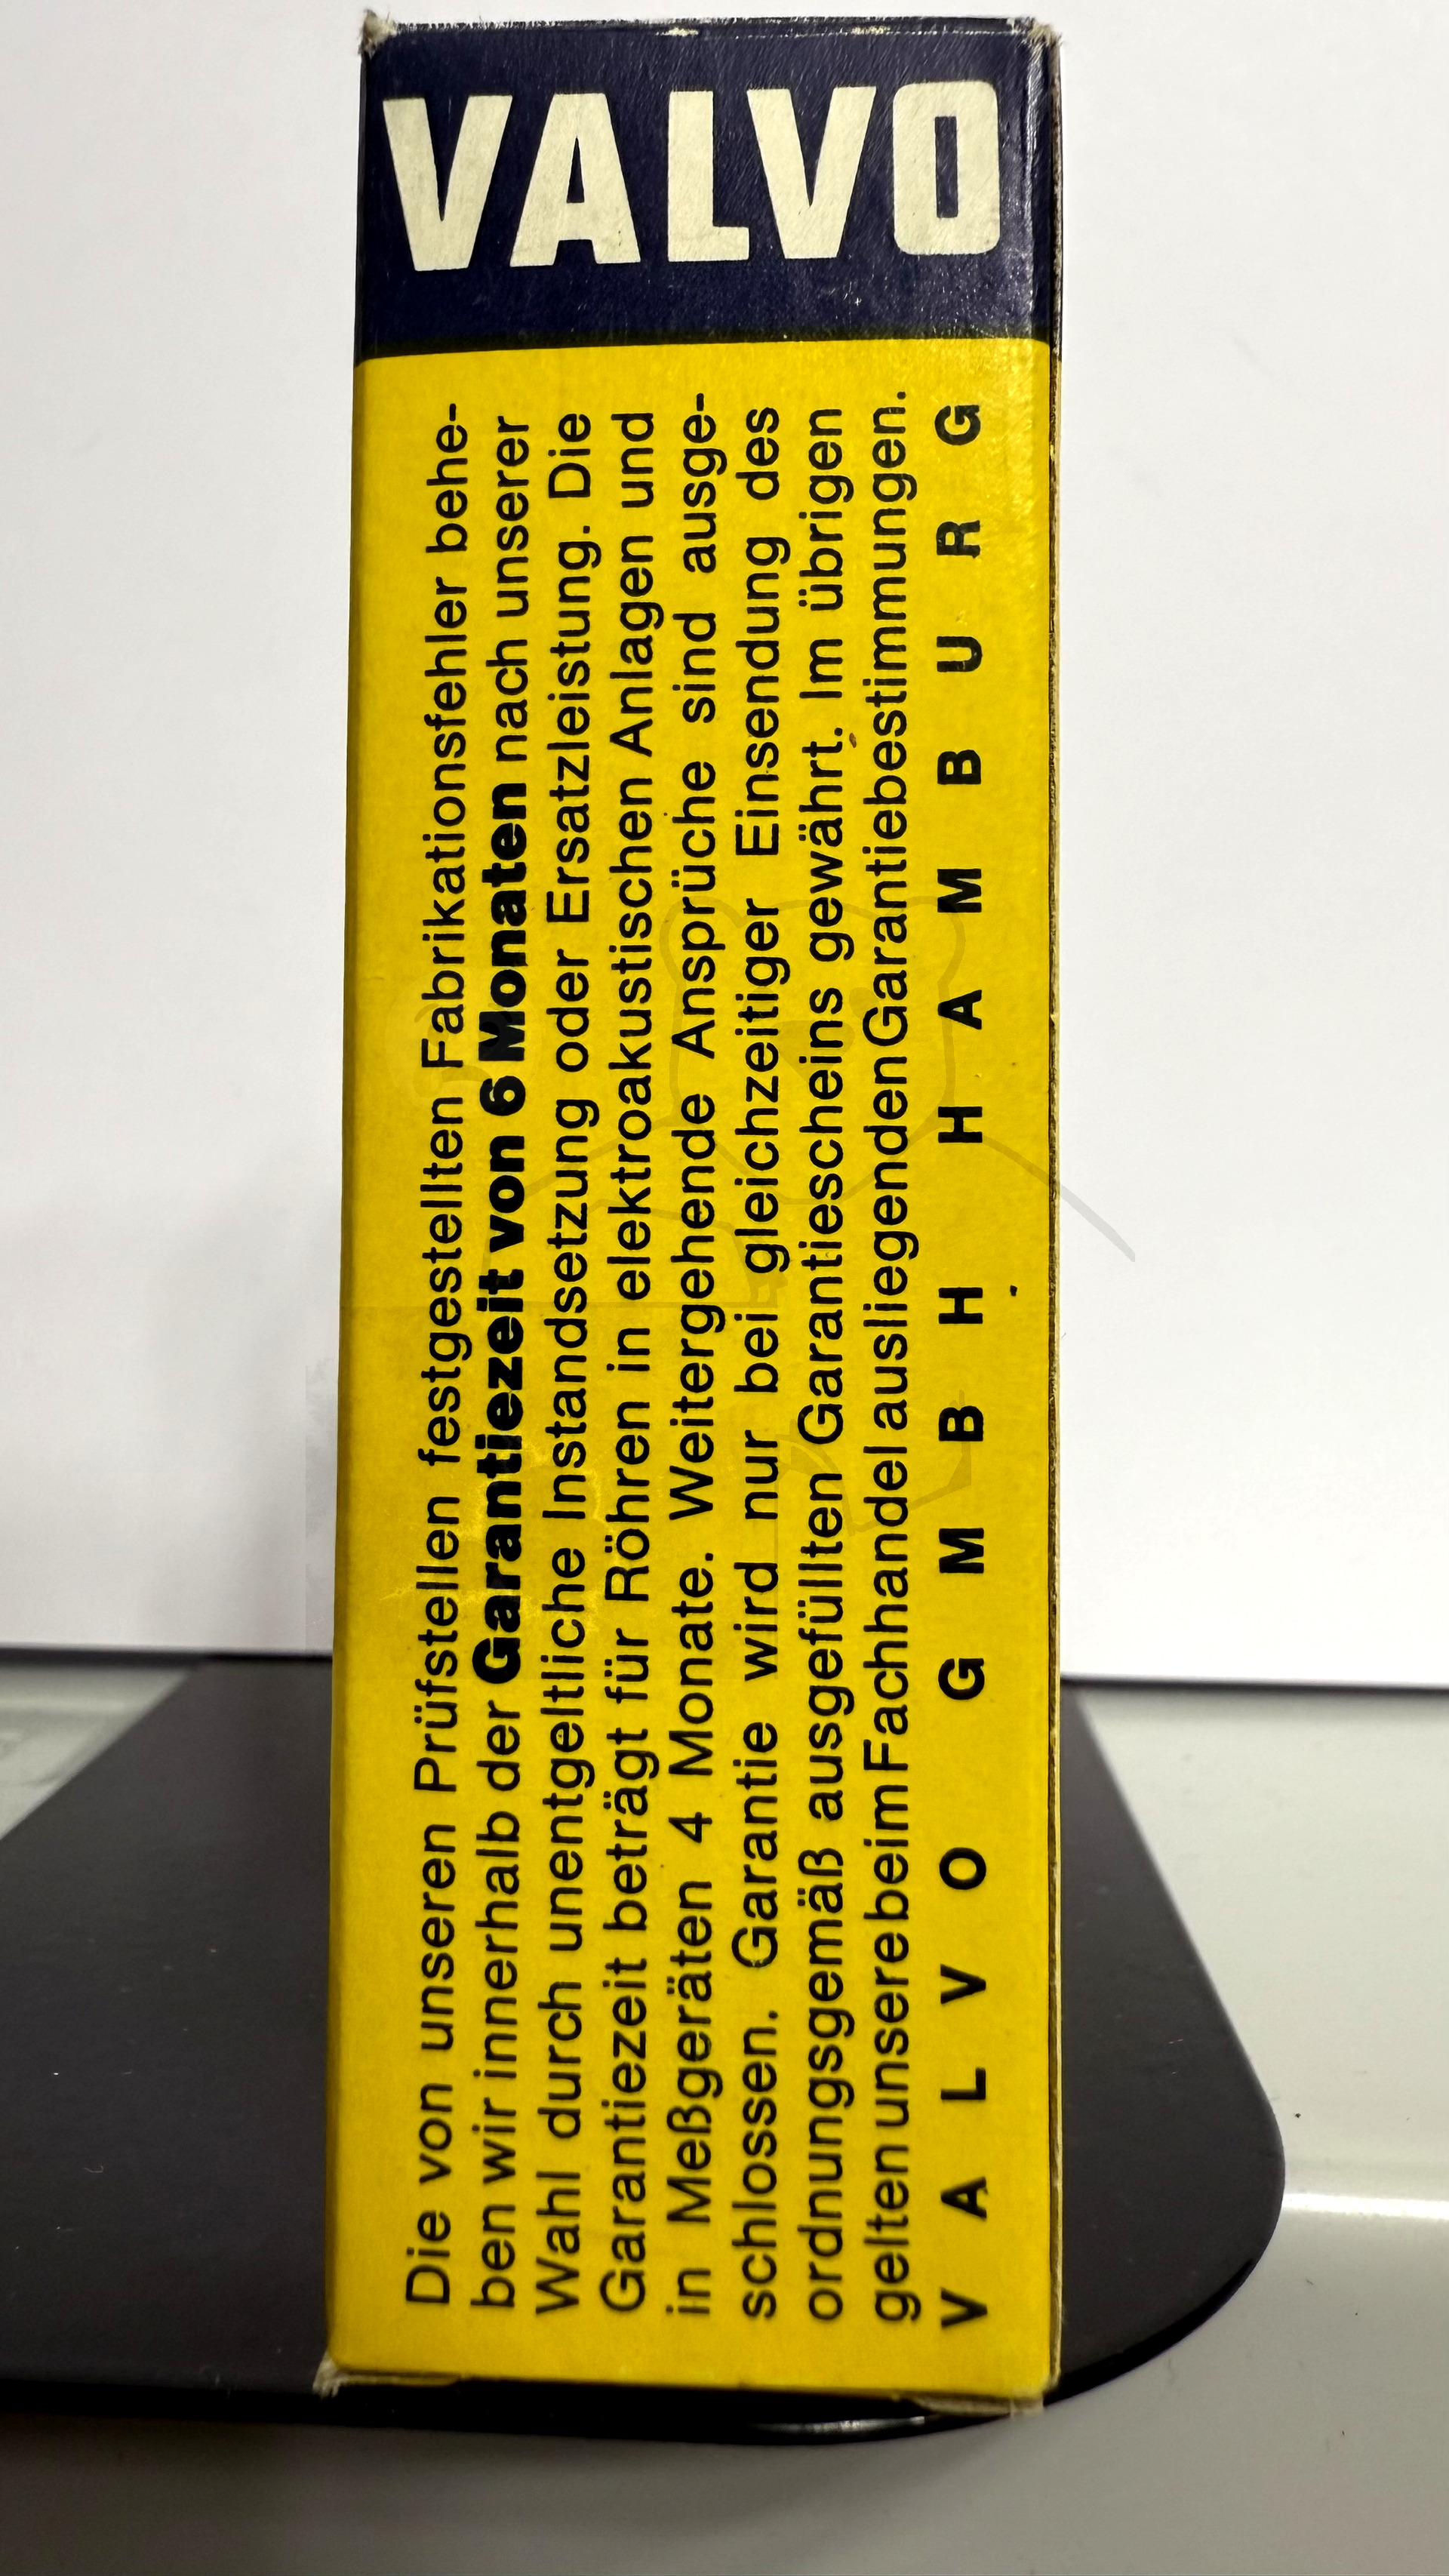 VALVO
Die von unseren Prüfstellen festgestellten Fabrikationsfehler behe-
ben wir innerhalb der Garantiezeit von 6 Monaten nach unserer
Wahl durch unentgeltliche Instandsetzung oder Ersatzleistung. Die
Garantiezeit beträgt für Röhren in elektroakustischen Anlagen und
in Meßgeräten 4 Monate. Weitergehende Ansprüche sind ausge-
schlossen. Garantie wird nur bei gleichzeitiger Einsendung des
ordnungsgemäß ausgefüllten Garantiescheins gewährt. Im übrigen
gelten unsere beim Fachhandel ausliegenden Garantiebestimmungen.
VALVO GMBH HAMBURG